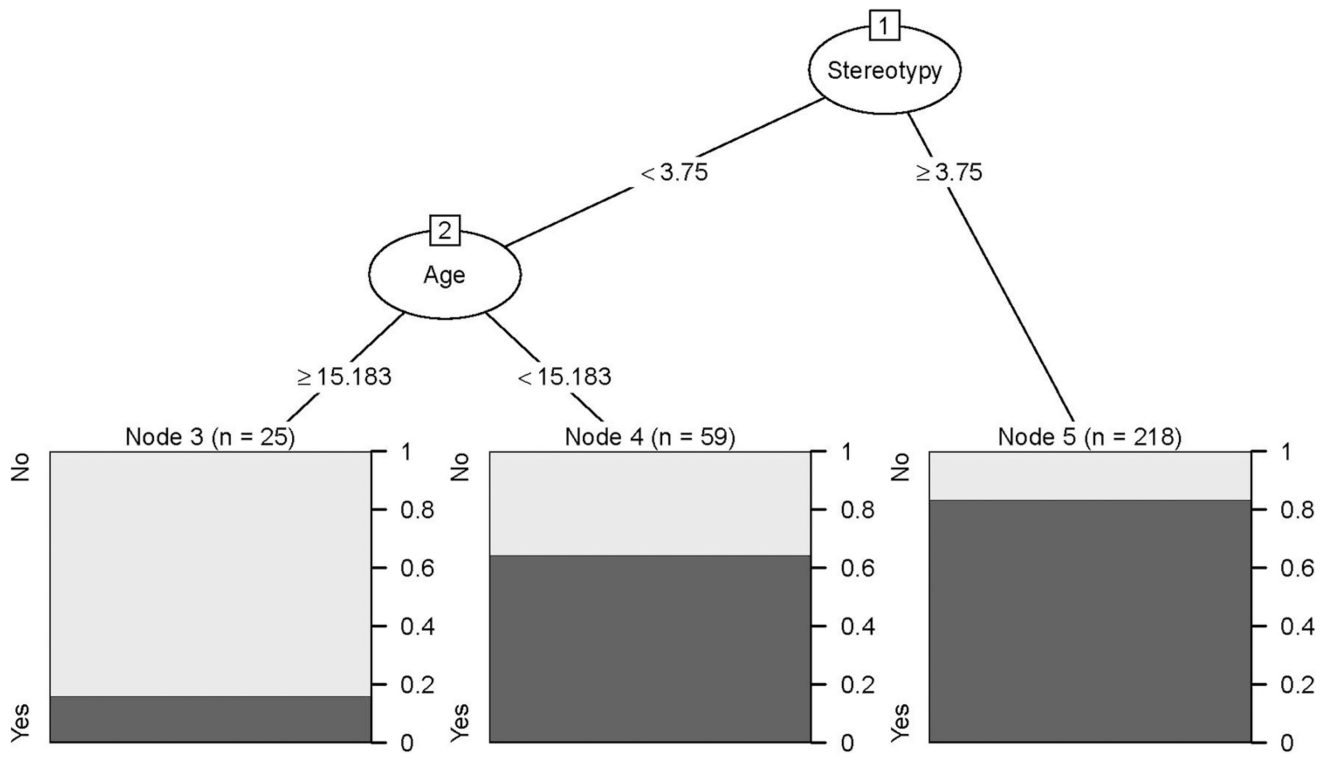 1
Stereotypy
< 3.75
≥ 3.75
2
Age
≥ 15.183
< 15.183
Node 3 (n = 25)
No
Yes
1
0.8
0.6
0.4
0.2
0
Node 4 (n = 59)
No
Yes
1
0.8
0.6
0.4
0.2
0
Node 5 (n = 218)
No
Yes
1
0.8
0.6
0.4
0.2
0